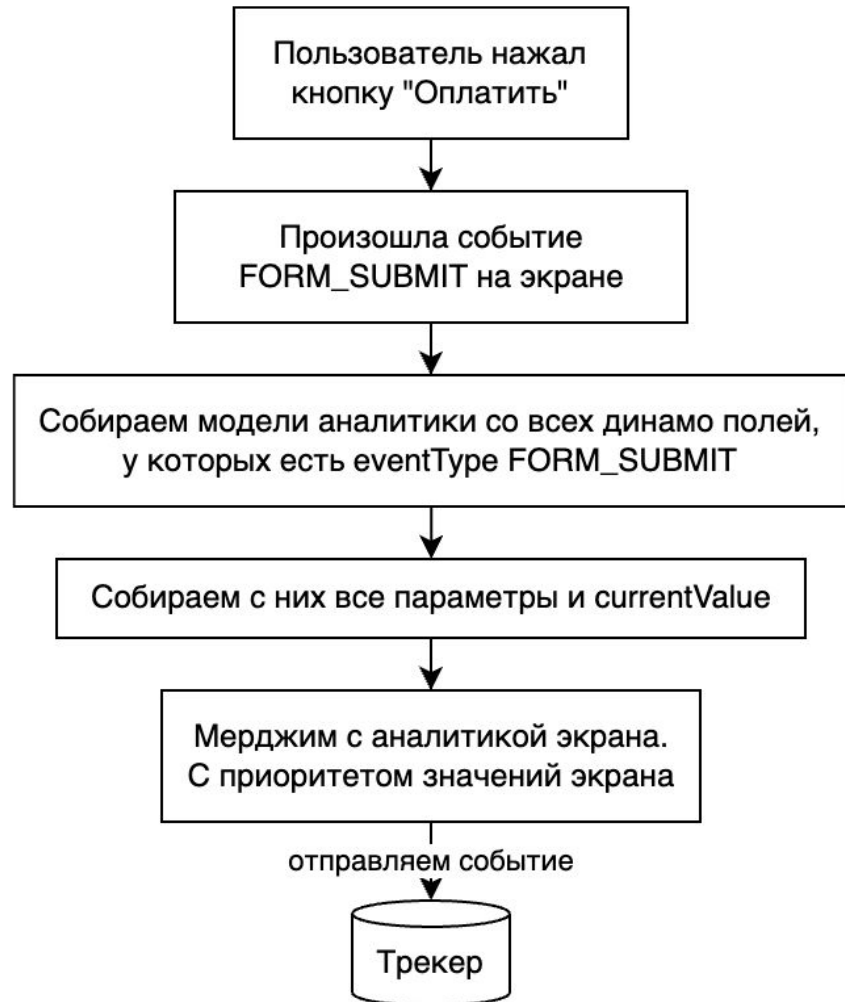 Пользователь нажал
кнопку "Оплатить"
Произошла событие
FORM_SUBMIT на экране
Собираем модели аналитики со всех динамо полей,
у которых есть eventType FORM_SUBMIT
Собираем с них все параметры и currentValue
Мерджим с аналитикой экрана.
С приоритетом значений экрана
отправляем событие
Трекер